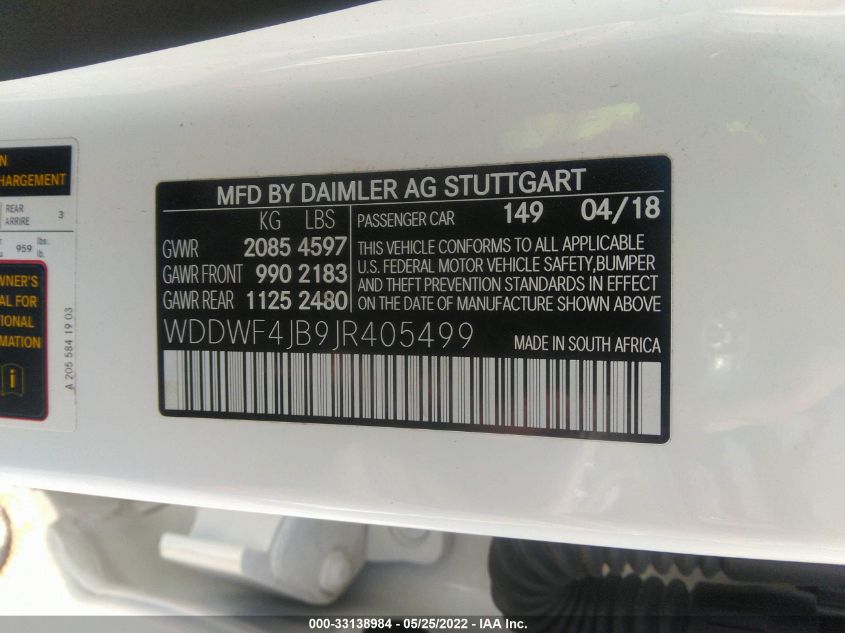 N
HARGEMENT
REAR 3
ARRIRE
959 lbs.
lb.
WNER'S
AL FOR
TIONAL
MATION
i
A 205 584 19 03
MFD BY DAIMLER AG STUTTGART
KG LBS
GVWR 2085 4597
GAWR FRONT 990 2183
GAWR REAR 1125 2480
PASSENGER CAR 149 04/18
THIS VEHICLE CONFORMS TO ALL APPLICABLE
U.S. FEDERAL MOTOR VEHICLE SAFETY,BUMPER
AND THEFT PREVENTION STANDARDS IN EFFECT
ON THE DATE OF MANUFACTURE SHOWN ABOVE
WDDWF4JB9JR405499 MADE IN SOUTH AFRICA
000-33138984 - 05/25/2022 - IAA Inc.